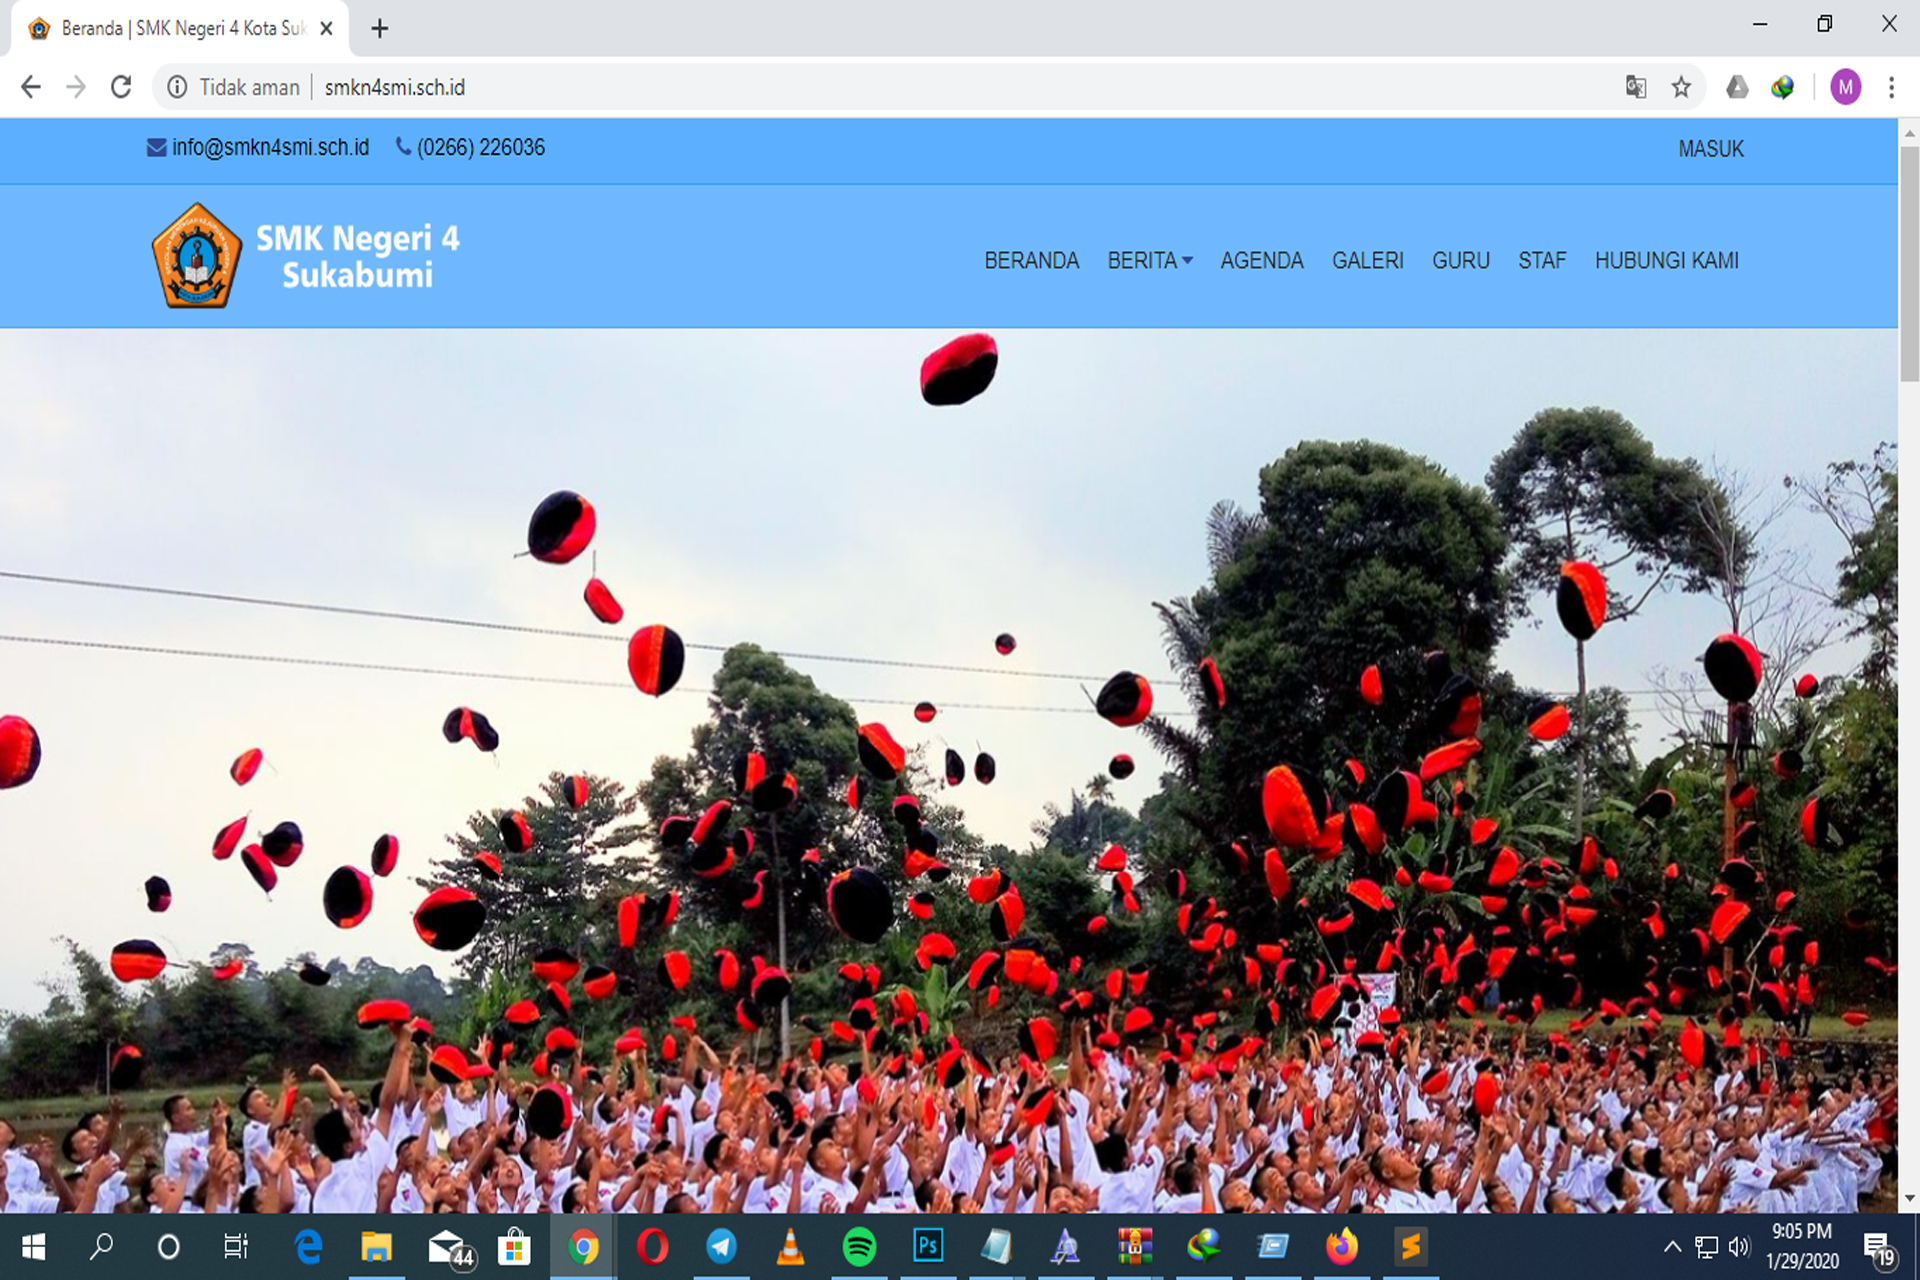 Beranda | SMK Negeri 4 Kota Suk
Tidak aman smkn4smi.sch.id
M
info@smkn4smi.sch.id (0266) 226036
MASUK
SMK Negeri 4
Sukabumi
BERANDA BERITA AGENDA GALERI GURU STAF HUBUNGI KAMI
44
Ps
9:05 PM
1/29/2020
19